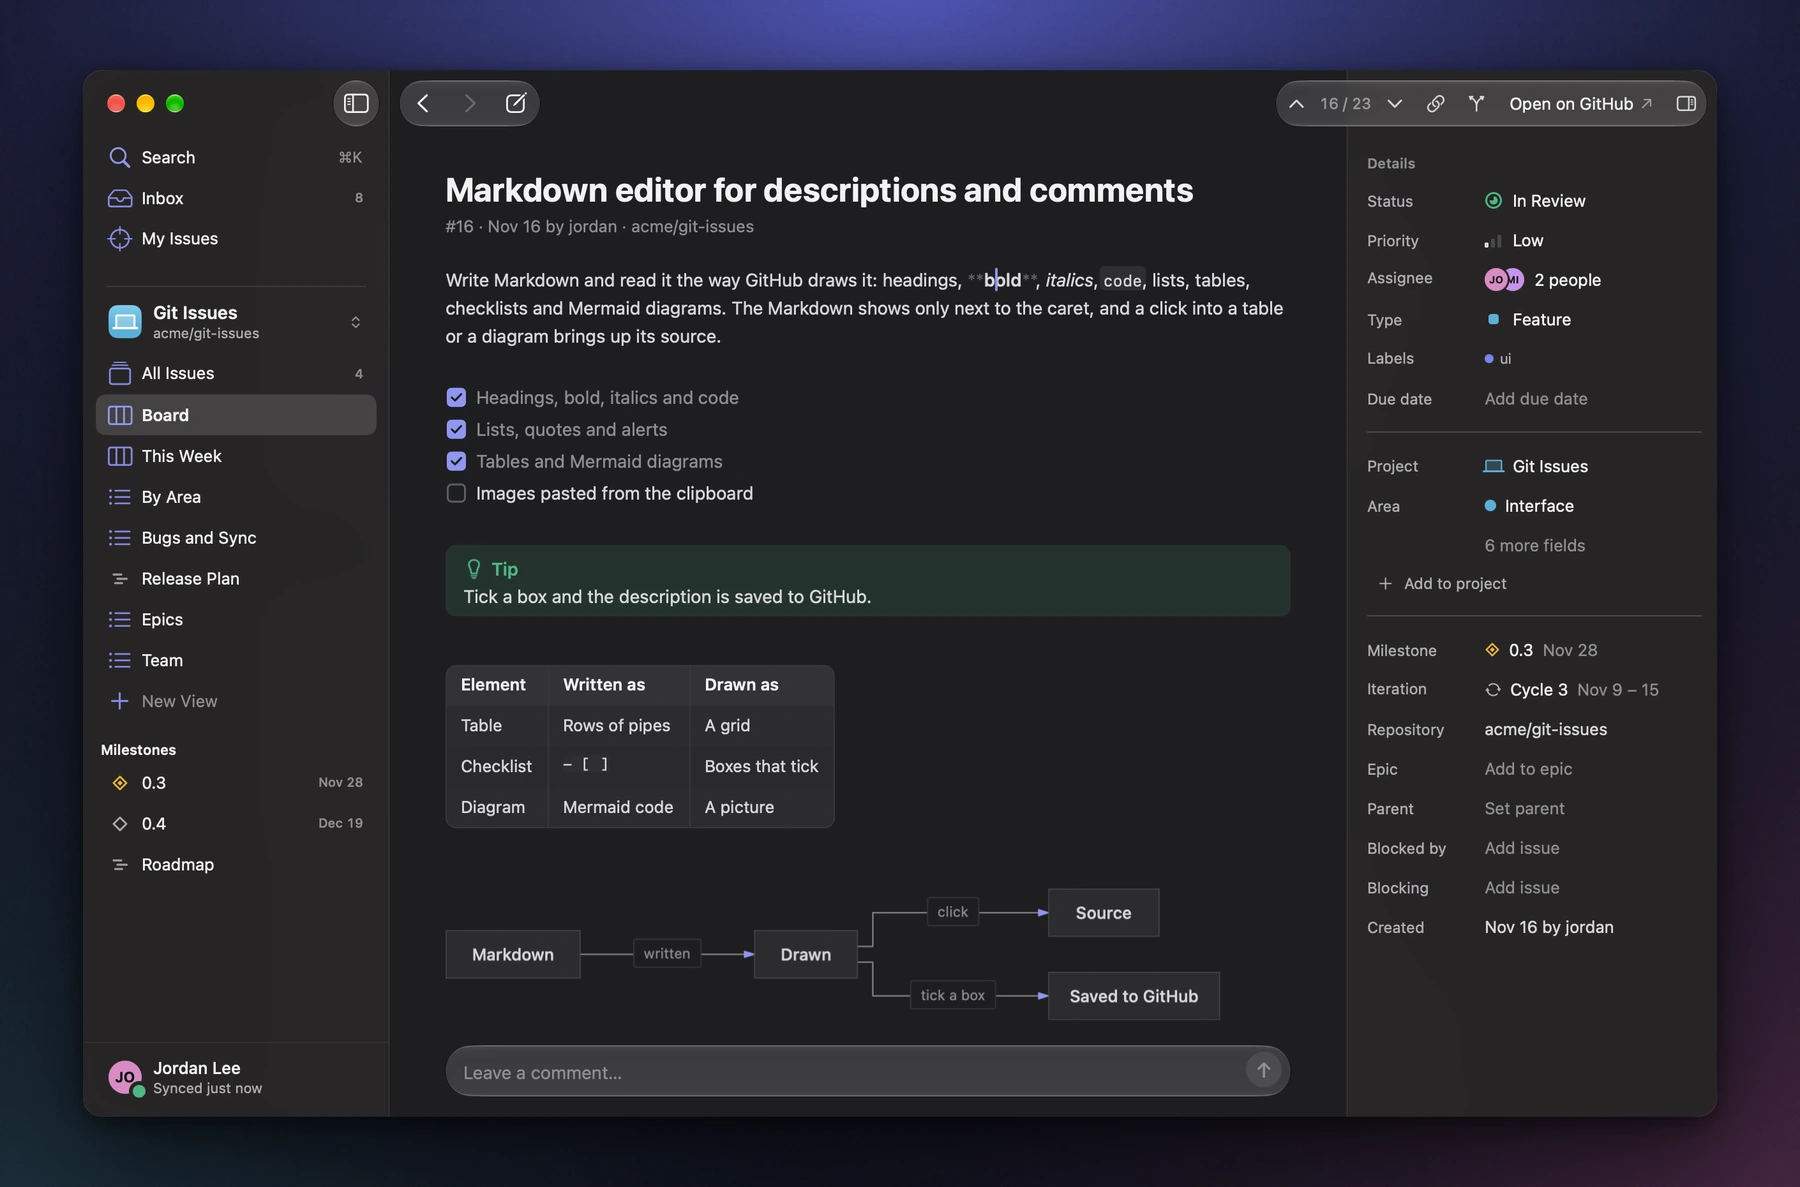 Search ⌘K
Inbox 8
My Issues
Git Issues
acme/git-issues
All Issues 4
Board
This Week
By Area
Bugs and Sync
Release Plan
Epics
Team
New View
Milestones
0.3 Nov 28
0.4 Dec 19
Roadmap
JO
Jordan Lee
Synced just now
16 / 23 Open on GitHub ↗
Markdown editor for descriptions and comments
#16 · Nov 16 by jordan · acme/git-issues
Write Markdown and read it the way GitHub draws it: headings, **bold**, italics, code, lists, tables,
checklists and Mermaid diagrams. The Markdown shows only next to the caret, and a click into a table
or a diagram brings up its source.
Headings, bold, italics and code
Lists, quotes and alerts
Tables and Mermaid diagrams
Images pasted from the clipboard
Tip
Tick a box and the description is saved to GitHub.
Element Written as Drawn as
Table Rows of pipes A grid
Checklist - [ ] Boxes that tick
Diagram Mermaid code A picture
Markdown
written
Drawn
click
Source
tick a box
Saved to GitHub
Leave a comment...
Details
Status In Review
Priority Low
Assignee JO MI 2 people
Type Feature
Labels ui
Due date Add due date
Project Git Issues
Area Interface
6 more fields
+ Add to project
Milestone 0.3 Nov 28
Iteration Cycle 3 Nov 9 – 15
Repository acme/git-issues
Epic Add to epic
Parent Set parent
Blocked by Add issue
Blocking Add issue
Created Nov 16 by jordan